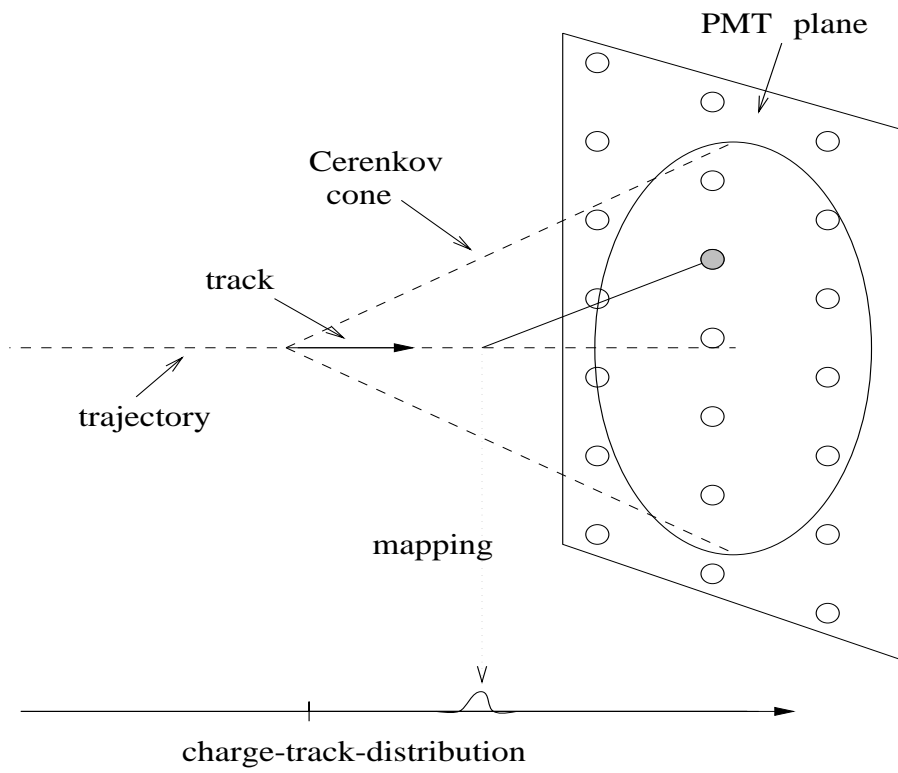 PMT plane
Cerenkov
cone
track
trajectory
mapping
charge-track-distribution